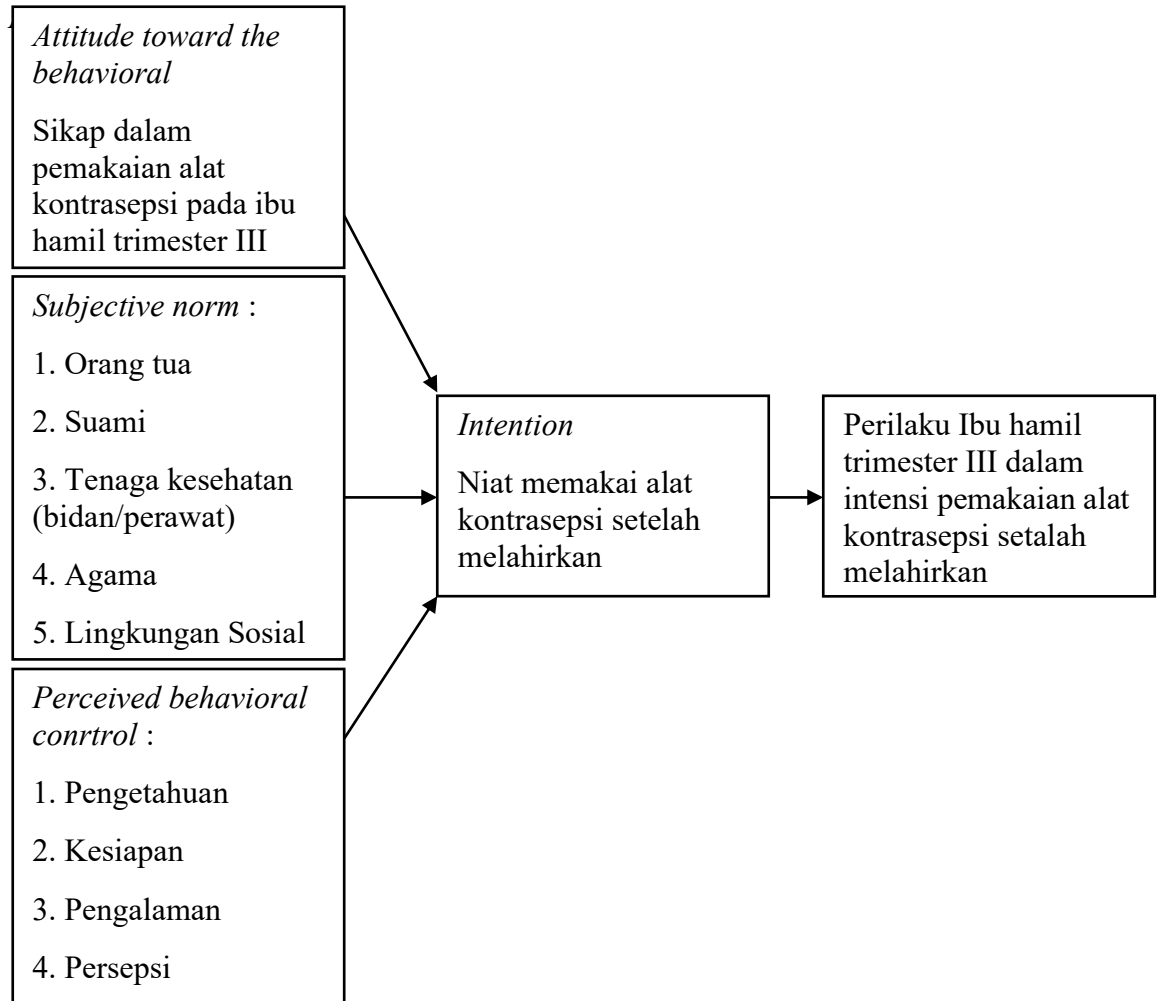 Attitude toward the
behavioral
Sikap dalam
pemakaian alat
kontrasepsi pada ibu
hamil trimester III
Subjective norm :
1. Orang tua
2. Suami
3. Tenaga kesehatan
(bidan/perawat)
4. Agama
5. Lingkungan Sosial
Perceived behavioral
conrtrol :
1. Pengetahuan
2. Kesiapan
3. Pengalaman
4. Persepsi
Intention
Niat memakai alat
kontrasepsi setelah
melahirkan
Perilaku Ibu hamil
trimester III dalam
intensi pemakaian alat
kontrasepsi setalah
melahirkan